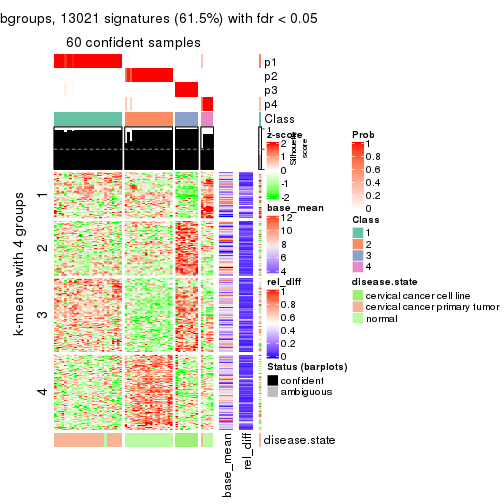 bgroups, 13021 signatures (61.5%) with fdr < 0.05
60 confident samples
p1
p2
p3
p4
Class
1
Silhouette
score
k-means with 4 groups
1
2
3
4
base_mean
rel_diff
disease.state
z-score
2
1
0
-1
-2
base_mean
12
10
8
6
4
rel_diff
1
0.8
0.6
0.4
0.2
0
Status (barplots)
confident
ambiguous
Prob
1
0.8
0.6
0.4
0.2
0
Class
1
2
3
4
disease.state
cervical cancer cell line
cervical cancer primary tumor
normal